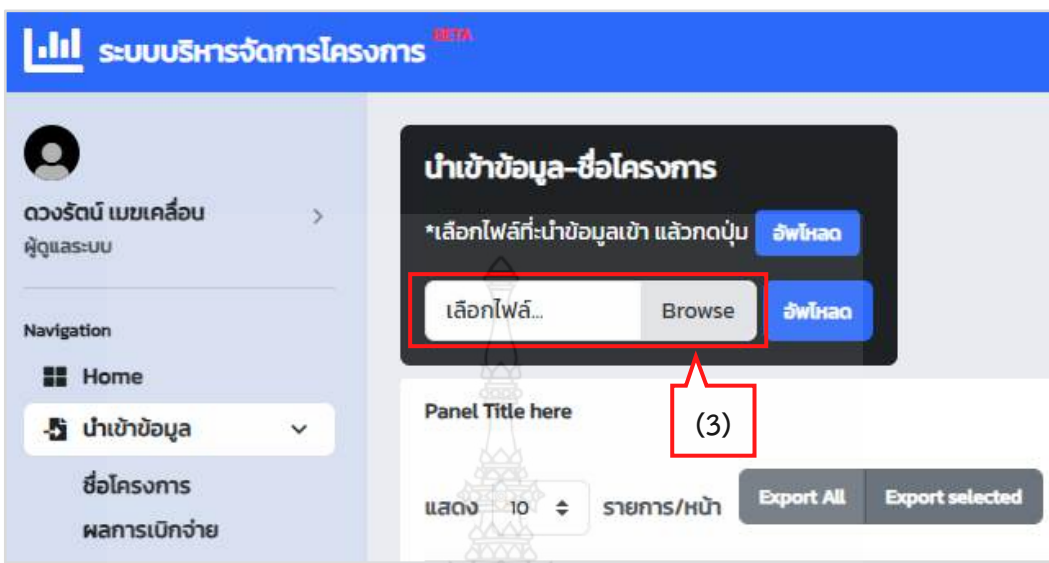 ระบบบริหารจัดการโครงการ BETA
ดวงรัตน์ เมฆเคลื่อน
ผู้ดูแลระบบ
Navigation
Home
นำเข้าข้อมูล
ชื่อโครงการ
ผลการเบิกจ่าย
นำเข้าข้อมูล-ชื่อโครงการ
*เลือกไฟล์ที่ะนำข้อมูลเข้า แล้วกดปุ่ม อัพโหลด
เลือกไฟล์... Browse อัพโหลด
(3)
Panel Title here
แสดง 10 รายการ/หน้า Export All Export selected